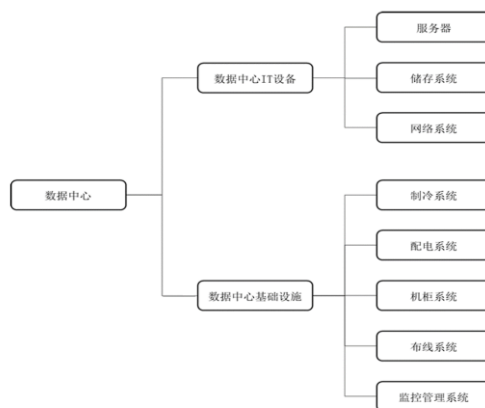 服务器
数据中心IT设备
储存系统
网络系统
数据中心
制冷系统
配电系统
数据中心基础设施
机柜系统
布线系统
监控管理系统